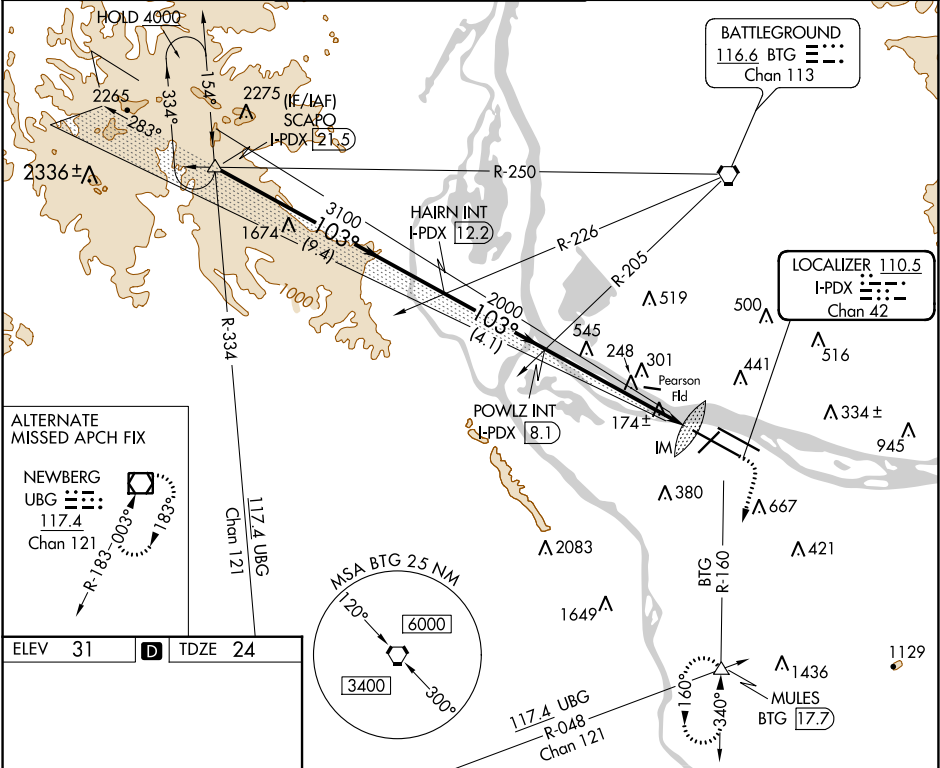 HOLD 4000
BATTLEGROUND
116.6 BTG
Chan 113
154°
334°
2265
283°
2275
(IF/IAF)
SCAPO
I-PDX 21.5
2336 ±
R-250
3100
103°
(9.4)
1674
HAIRN INT
I-PDX 12.2
R-226
R-205
LOCALIZER 110.5
I-PDX
Chan 42
1000
2000
103°
(4.1)
519
500
545
516
R-334
248
301
441
Pearson
Fld
174±
334 ±
945
POWLZ INT
I-PDX 8.1
IM
ALTERNATE
MISSED APCH FIX
NEWBERG
UBG
117.4
Chan 121
183°
R-183
003°
117.4 UBG
Chan 121
380
667
2083
421
BTG
R-160
MSA BTG 25 NM
120°
6000
3400
300°
1649
ELEV 31
D
TDZE 24
1129
1436
160°
340°
MULES
BTG 17.7
117.4 UBG
R-048
Chan 121